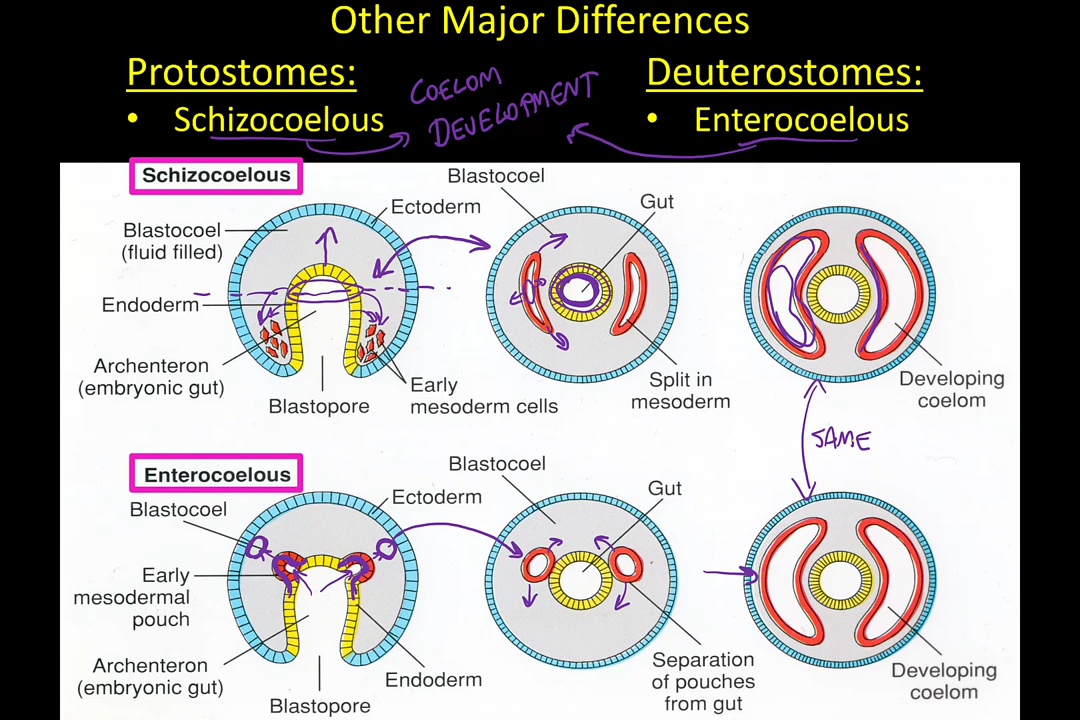 Other Major Differences
Protostomes:
• Schizocoelous
COELOM
DEVELOPMENT
Deuterostomes:
• Enterocoelous
Schizocoelous
Blastocoel
(fluid filled)
Ectoderm
Endoderm
Archenteron
(embryonic gut)
Blastopore
Early
mesoderm cells
Blastocoel
Gut
Split in
mesoderm
Developing
coelom
SAME
Enterocoelous
Blastocoel
Ectoderm
Early
mesodermal
pouch
Archenteron
(embryonic gut)
Blastopore
Endoderm
Blastocoel
Gut
Separation
of pouches
from gut
Developing
coelom